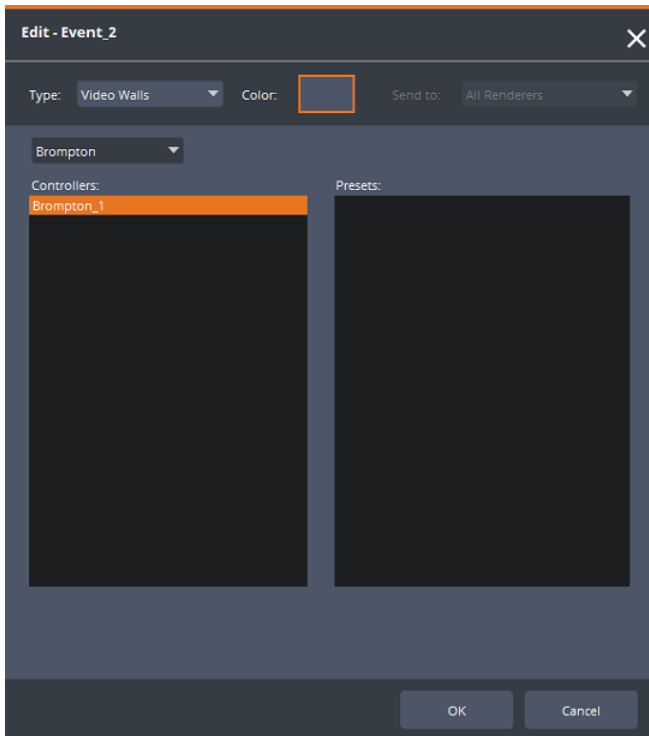 Edit - Event_2
Type: Video Walls Color: Send to: All Renderers
Brompton
Controllers: Presets:
Brompton_1
OK Cancel